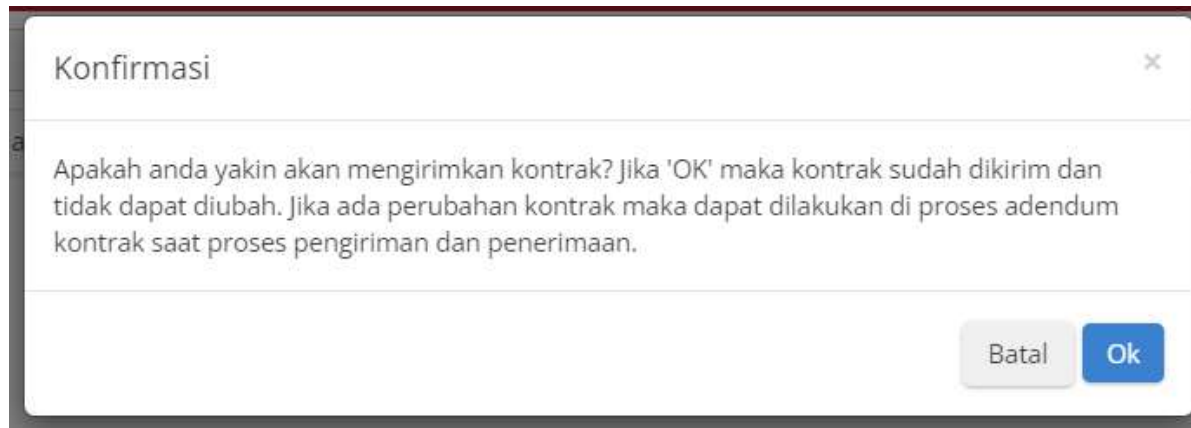 Konfirmasi ×
Apakah anda yakin akan mengirimkan kontrak? Jika 'OK' maka kontrak sudah dikirim dan
tidak dapat diubah. Jika ada perubahan kontrak maka dapat dilakukan di proses adendum
kontrak saat proses pengiriman dan penerimaan.
Batal Ok